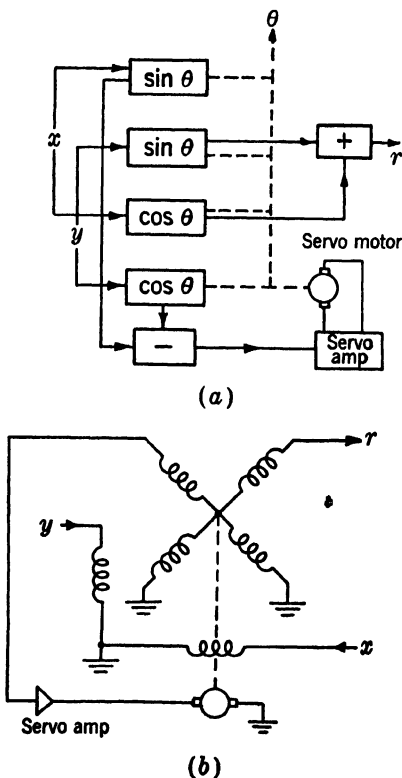 θ
sin θ
x
sin θ
+
r
cos θ
y
Servo motor
cos θ
−
Servo
amp
(a)
r
y
x
Servo amp
(b)